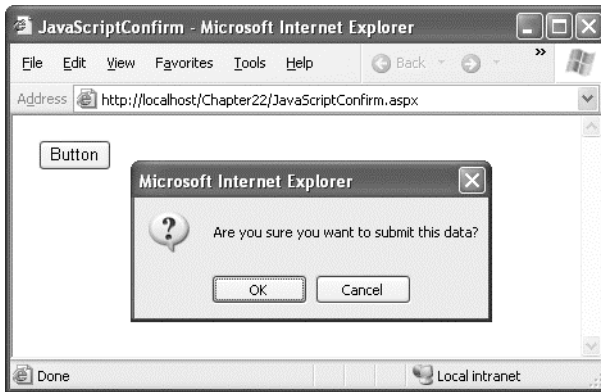 JavaScriptConfirm - Microsoft Internet Explorer
File Edit View Favorites Tools Help Back »
Address http://localhost/Chapter22/JavaScriptConfirm.aspx
Button
Microsoft Internet Explorer
Are you sure you want to submit this data?
OK Cancel
Done Local intranet